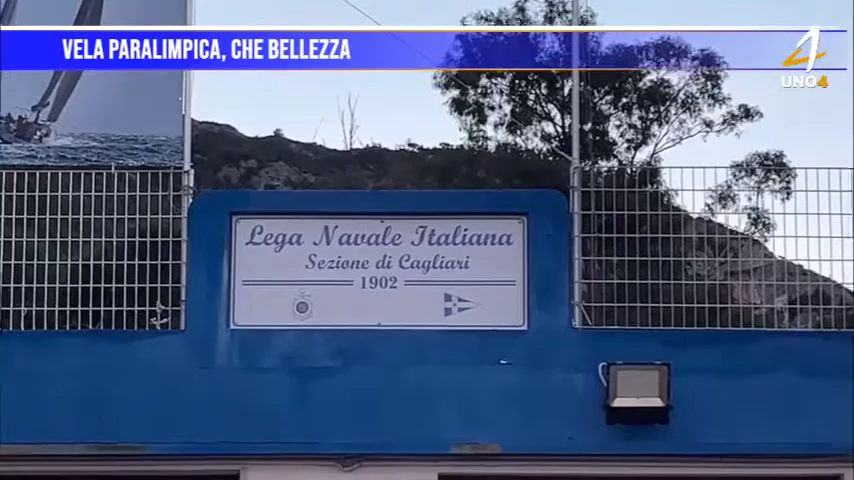 VELA PARALIMPICA, CHE BELLEZZA
UNO4
Lega Navale Italiana
Sezione di Cagliari
1902